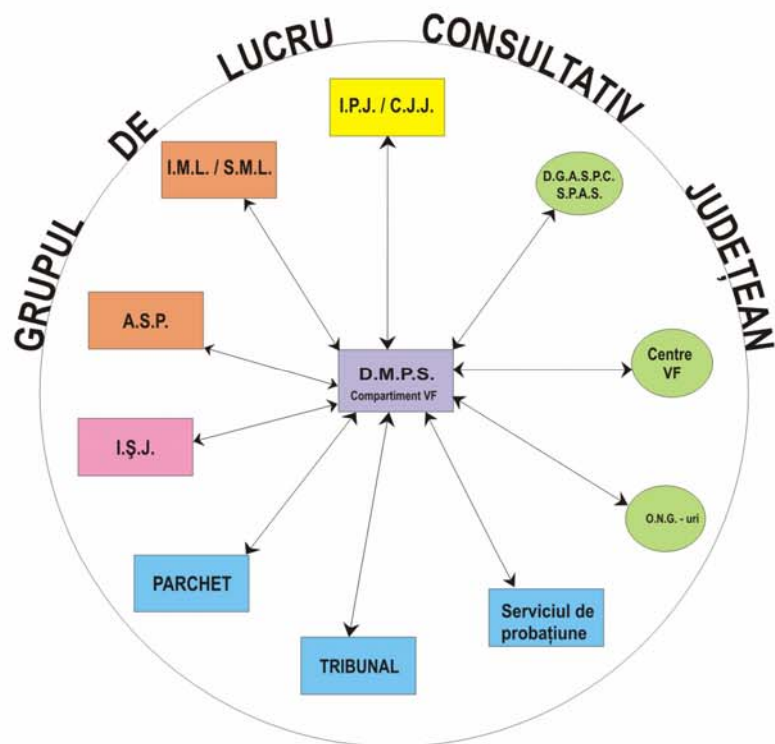 GRUPUL DE LUCRU CONSULTATIV JUDEȚEAN
I.P.J. / C.J.J.
I.M.L. / S.M.L.
D.G.A.S.P.C.
S.P.A.S.
A.S.P.
Centre
VF
D.M.P.S.
Compartiment VF
I.Ş.J.
O.N.G. - uri
PARCHET
Serviciul de
probațiune
TRIBUNAL